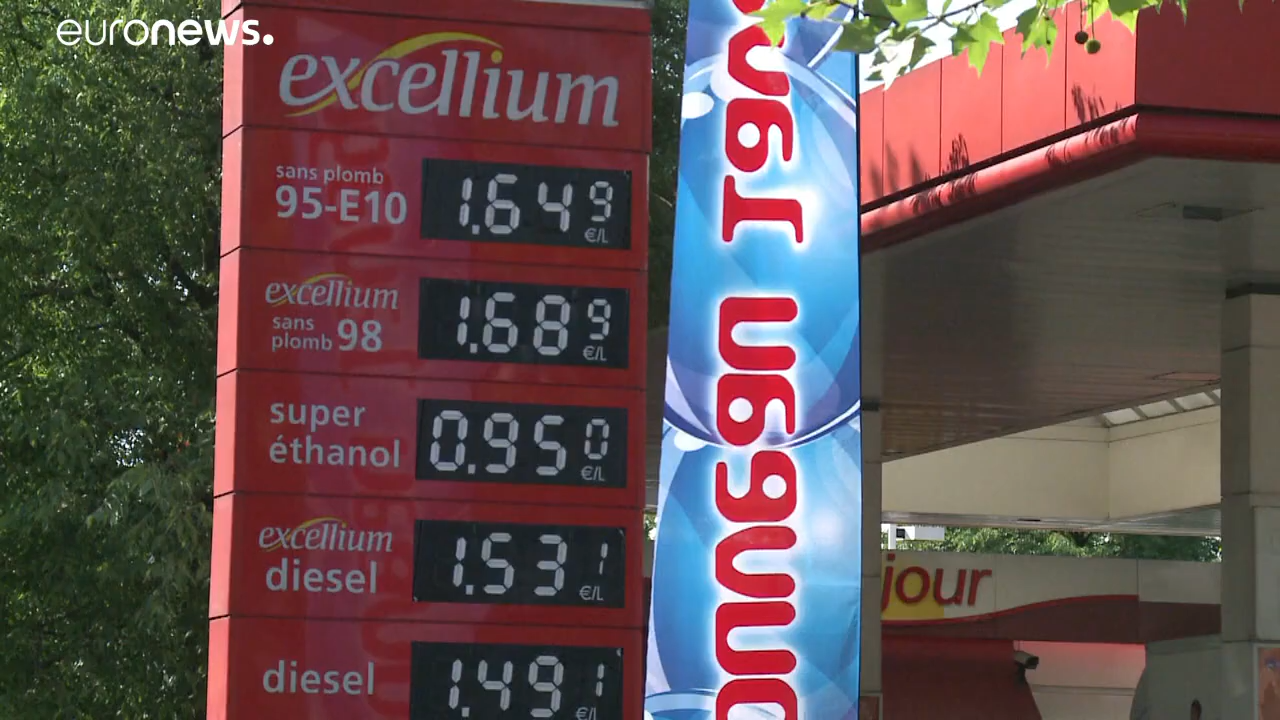 euronews.
excellium
sans plomb
95-E10
1.649
€/L
excellium
sans
plomb 98
1.689
€/L
super
éthanol
0.950
€/L
excellium
diesel
1.531
€/L
diesel
1.491
€/L
jour